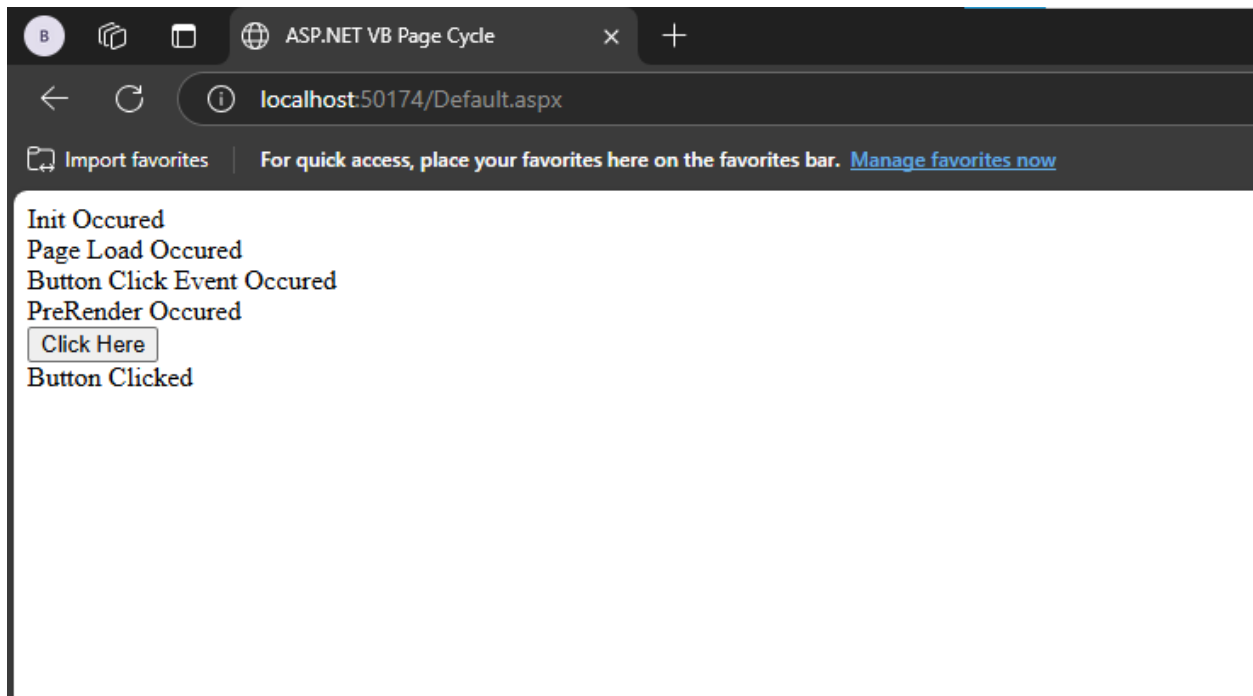 B
ASP.NET VB Page Cycle
localhost:50174/Default.aspx
Import favorites
For quick access, place your favorites here on the favorites bar. Manage favorites now
Init Occured
Page Load Occured
Button Click Event Occured
PreRender Occured
Click Here
Button Clicked